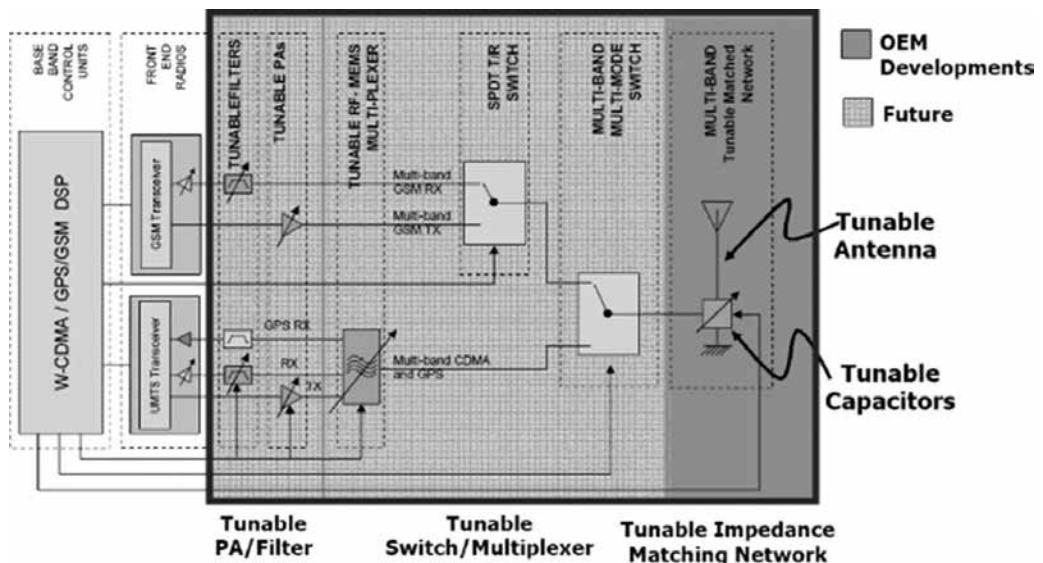 BASE
BAND
CONTROL
UNITS
FRONT
END
RADIOS
TUNABLEFILTERS
TUNABLE PAs
TUNABLE RF- MEMS
MULTI-PLEXER
SPDT T/R
SWITCH
MULTI-BAND
MULTI-MODE
SWITCH
MULTI-BAND
Tunable Matched
Network
OEM
Developments
Future
W-CDMA / GPS/GSM DSP
GSM Transceiver
Multi-band
GSM RX
Multi-band
GSM TX
Tunable
Antenna
UMTS Transceiver
GPS RX
RX
TX
Multi-band CDMA
and GPS
Tunable
Capacitors
Tunable
PA/Filter
Tunable
Switch/Multiplexer
Tunable Impedance
Matching Network